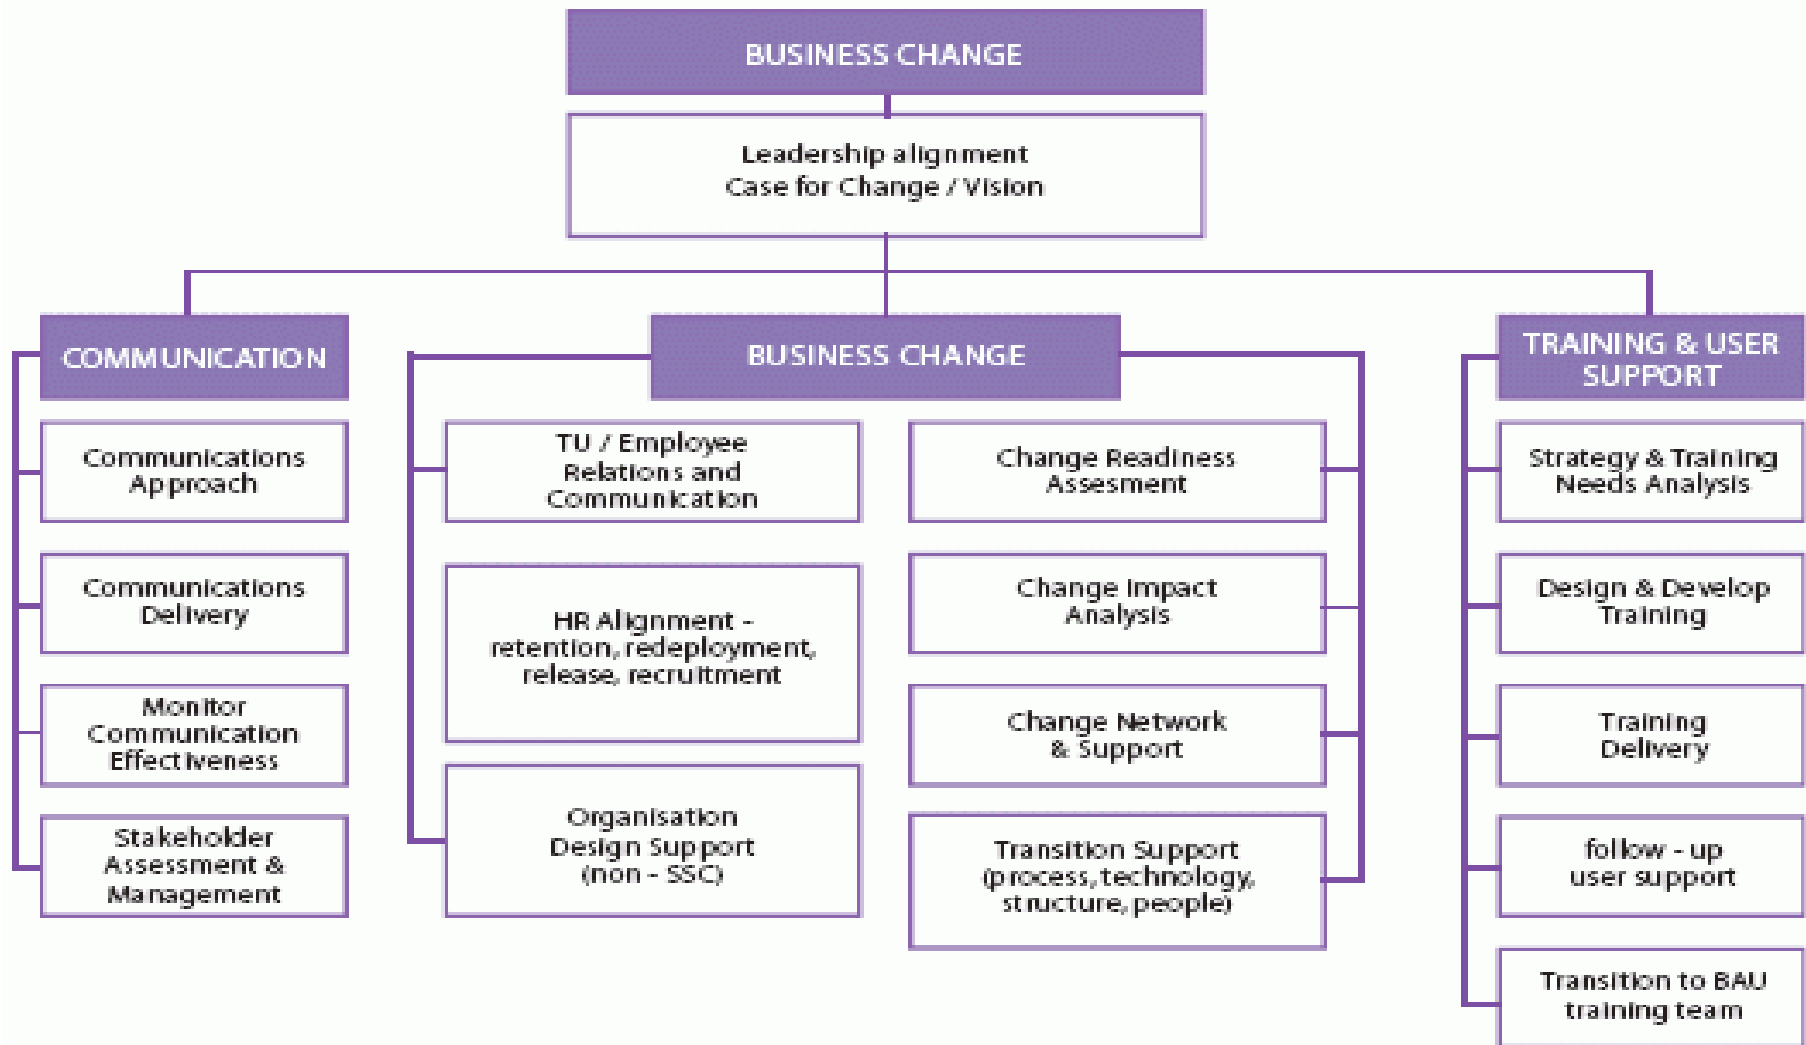 BUSINESS CHANGE
Leadership alignment
Case for Change / Vision
COMMUNICATION
Communications
Approach
Communications
Delivery
Monitor
Communication
Effectiveness
Stakeholder
Assessment &
Management
BUSINESS CHANGE
TU / Employee
Relations and
Communication
HR Alignment –
retention, redeployment,
release, recruitment
Organisation
Design Support
(non – SSC)
Change Readiness
Assesment
Change Impact
Analysis
Change Network
& Support
Transition Support
(process, technology,
structure, people)
TRAINING & USER
SUPPORT
Strategy & Training
Needs Analysis
Design & Develop
Training
Training
Delivery
follow – up
user support
Transition to BAU
training team